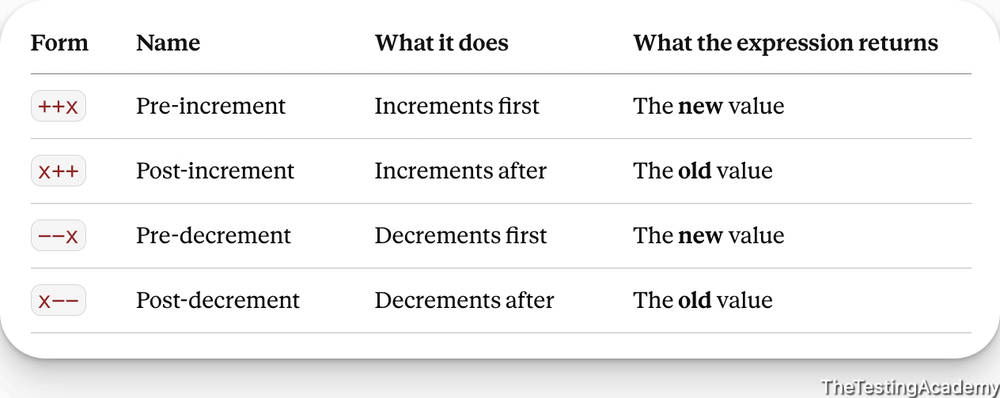 Form Name What it does What the expression returns
++x Pre-increment Increments first The new value
x++ Post-increment Increments after The old value
--x Pre-decrement Decrements first The new value
x-- Post-decrement Decrements after The old value
TheTestingAcademy